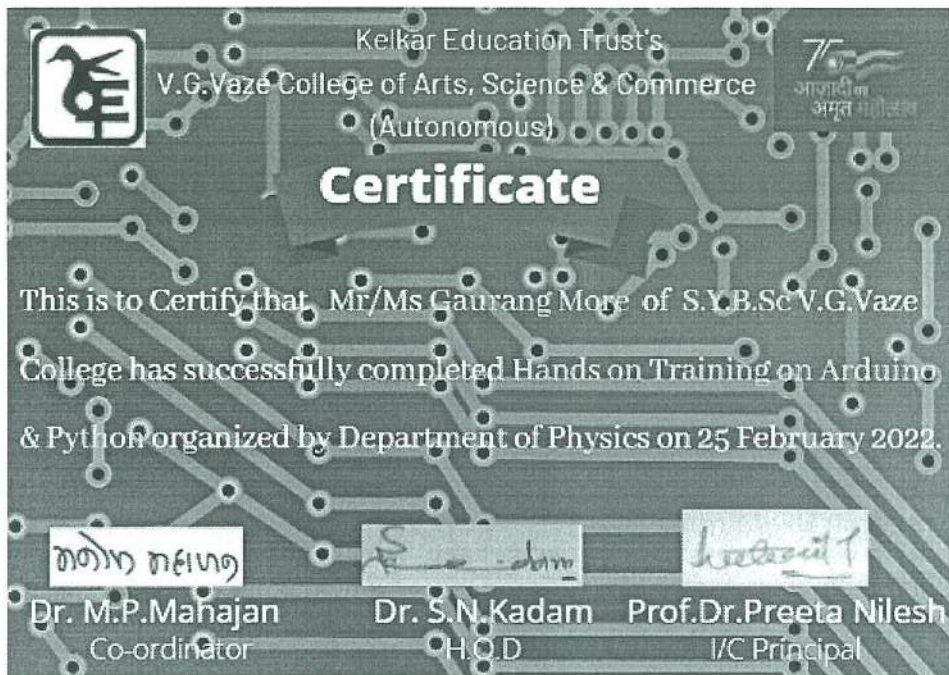 Kelkar Education Trust's
V.G.Vaze College of Arts, Science & Commerce
(Autonomous)
75
आज़ादी का
अमृत महोत्सव
Certificate
This is to Certify that Mr/Ms Gaurang More of S.Y.B.Sc V.G.Vaze
College has successfully completed Hands on Training on Arduino
& Python organized by Department of Physics on 25 February 2022.
Dr. M.P.Mahajan
Co-ordinator
Dr. S.N.Kadam
H.O.D
Prof.Dr.Preeta Nilesh
I/C Principal